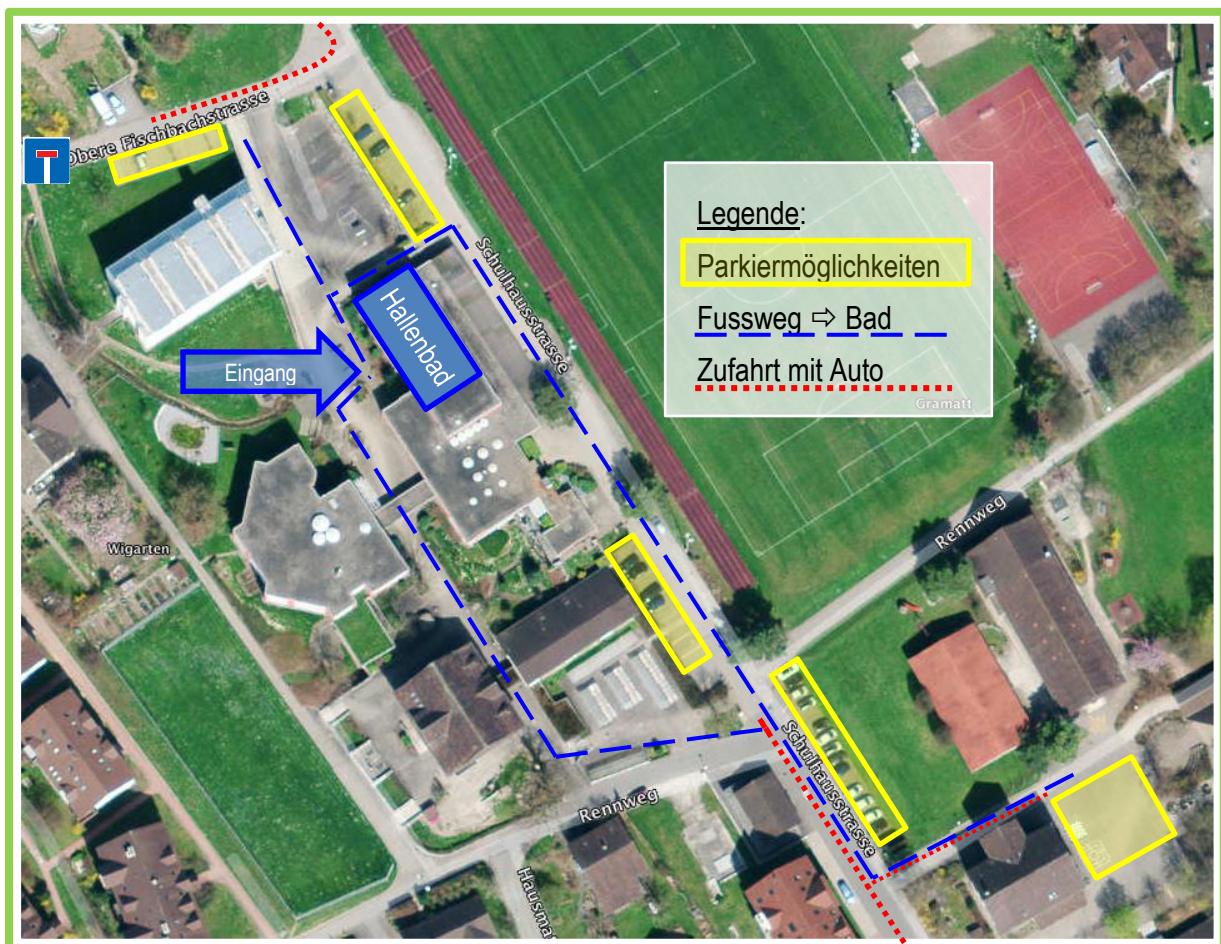 Obere Fischbachstrasse
Schulhausstrasse
Hallenbad
Eingang
Legende:
Parkiermöglichkeiten
Fussweg ⇨ Bad
Zufahrt mit Auto
Gramatt
Rennweg
Wigarten
Schulhausstrasse
Rennweg